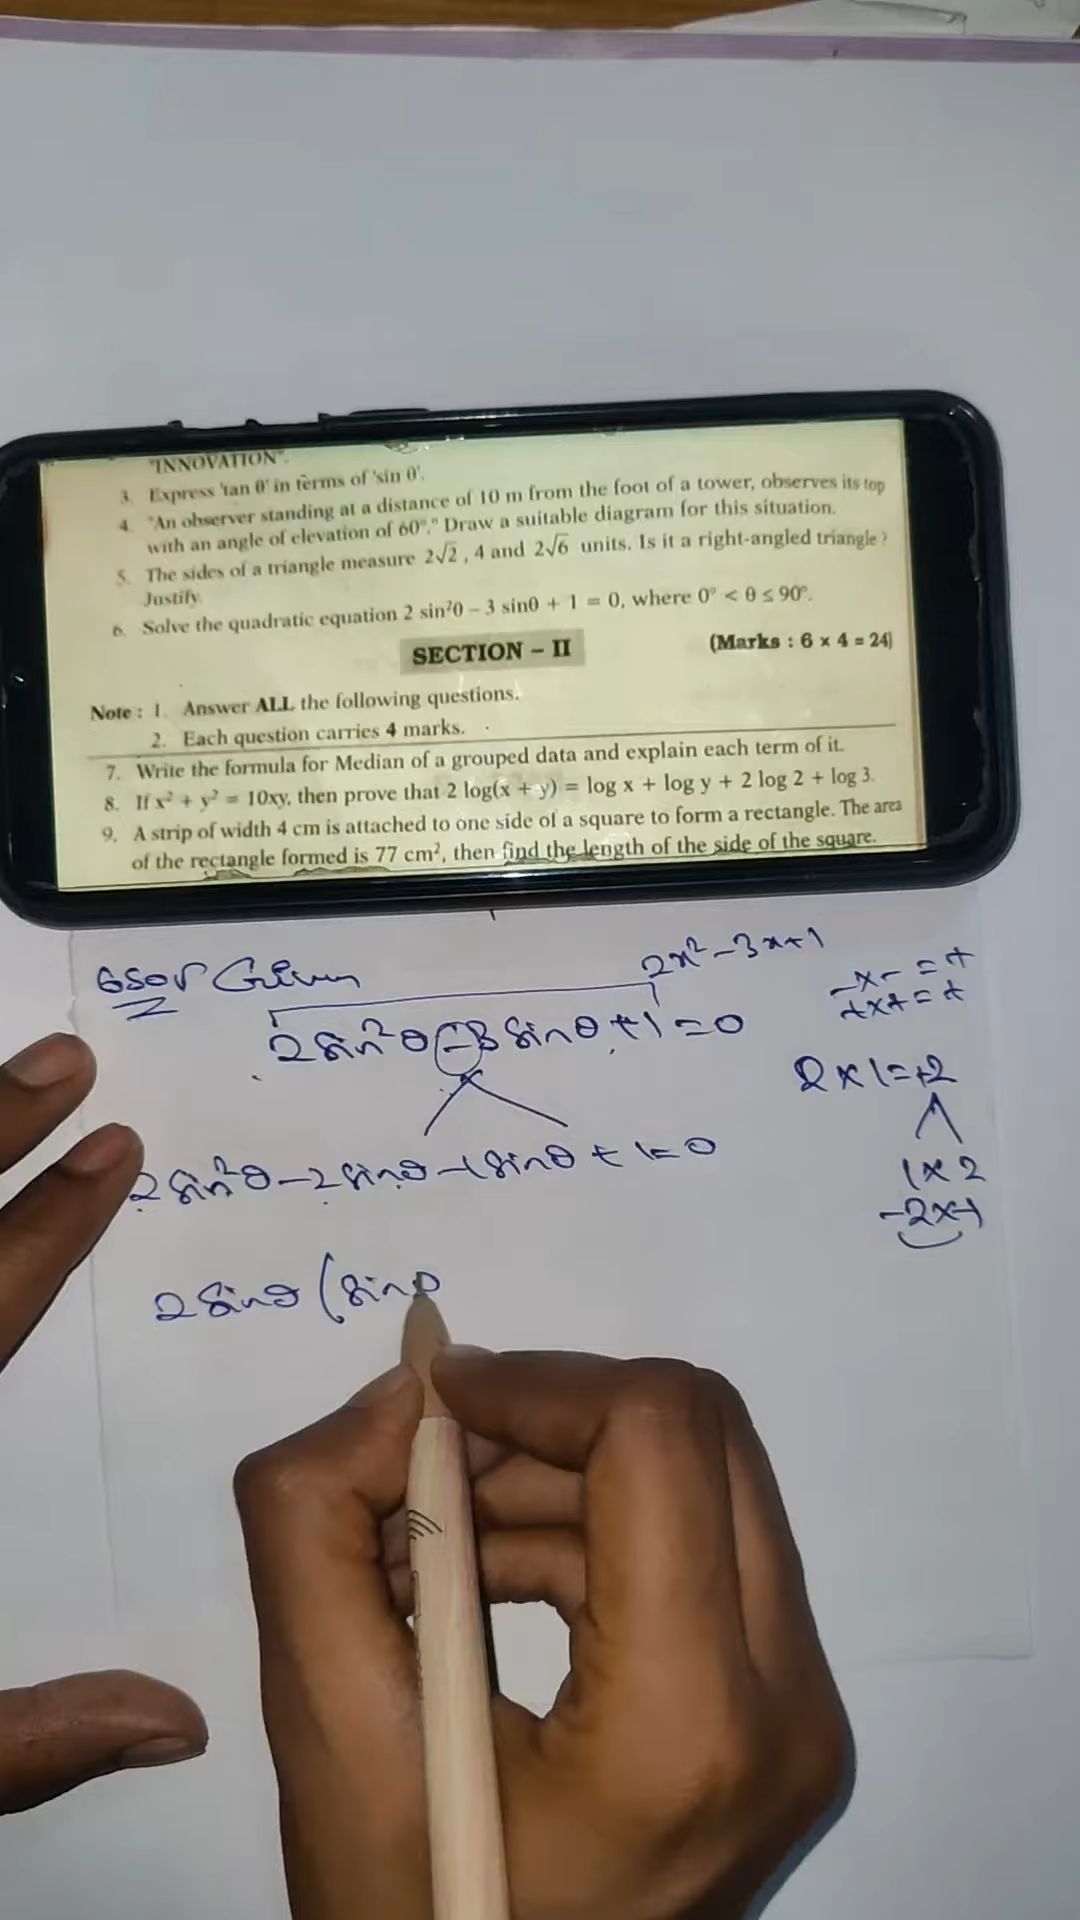 "INNOVATION".
3. Express 'tan θ' in terms of 'sin θ'.
4. "An observer standing at a distance of 10 m from the foot of a tower, observes its top
with an angle of elevation of 60°." Draw a suitable diagram for this situation.
5. The sides of a triangle measure 2√2, 4 and 2√6 units. Is it a right-angled triangle?
Justify.
6. Solve the quadratic equation 2 sin²θ – 3 sinθ + 1 = 0, where 0° < θ ≤ 90°.
SECTION – II
(Marks : 6 x 4 = 24)
Note : 1. Answer ALL the following questions.
2. Each question carries 4 marks.
7. Write the formula for Median of a grouped data and explain each term of it.
8. If x² + y² = 10xy, then prove that 2 log(x + y) = log x + log y + 2 log 2 + log 3.
9. A strip of width 4 cm is attached to one side of a square to form a rectangle. The area
of the rectangle formed is 77 cm², then find the length of the side of the square.
6 Sol Given
2x²-3x+1
-x- = +
+x+ = +
2sin²θ-3sinθ+1=0
2x1=+2
1x2
-2x-1
2sin²θ-2sinθ-1sinθ+1=0
2sinθ(sinθ